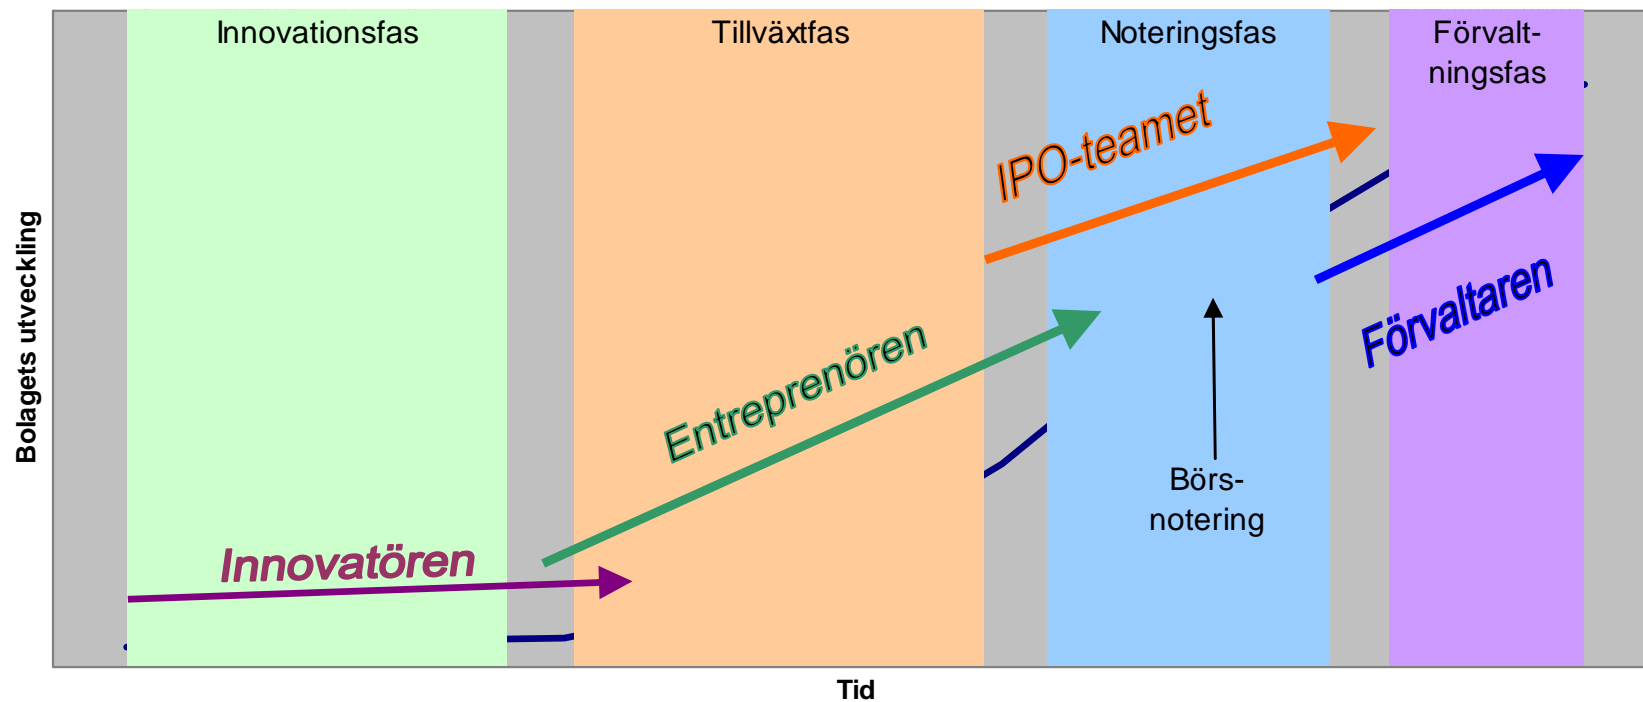 Innovationsfas
Tillväxtfas
Noteringsfas
Förvalt-
ningsfas
IPO-teamet
Förvaltaren
Entreprenören
Börs-
notering
Innovatören
Bolagets utveckling
Tid